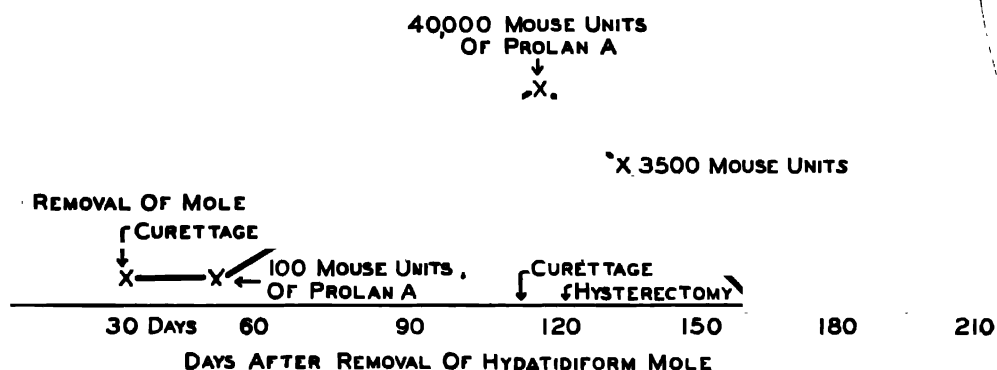 40,000 MOUSE UNITS
OF PROLAN A
X
X 3500 MOUSE UNITS
REMOVAL OF MOLE
CURETTAGE
X X
100 MOUSE UNITS
OF PROLAN A
CURETTAGE
HYSTERECTOMY
30 DAYS 60 90 120 150 180 210
DAYS AFTER REMOVAL OF HYDATIDIFORM MOLE